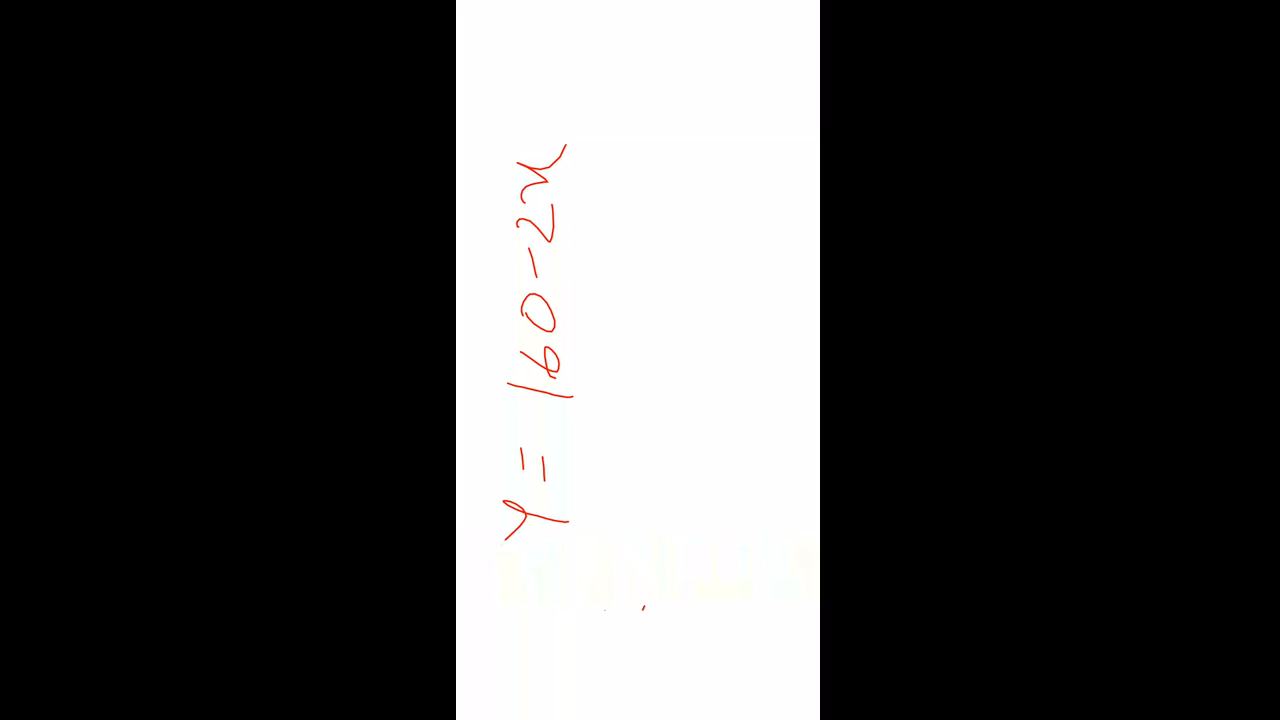 y = 160-2x